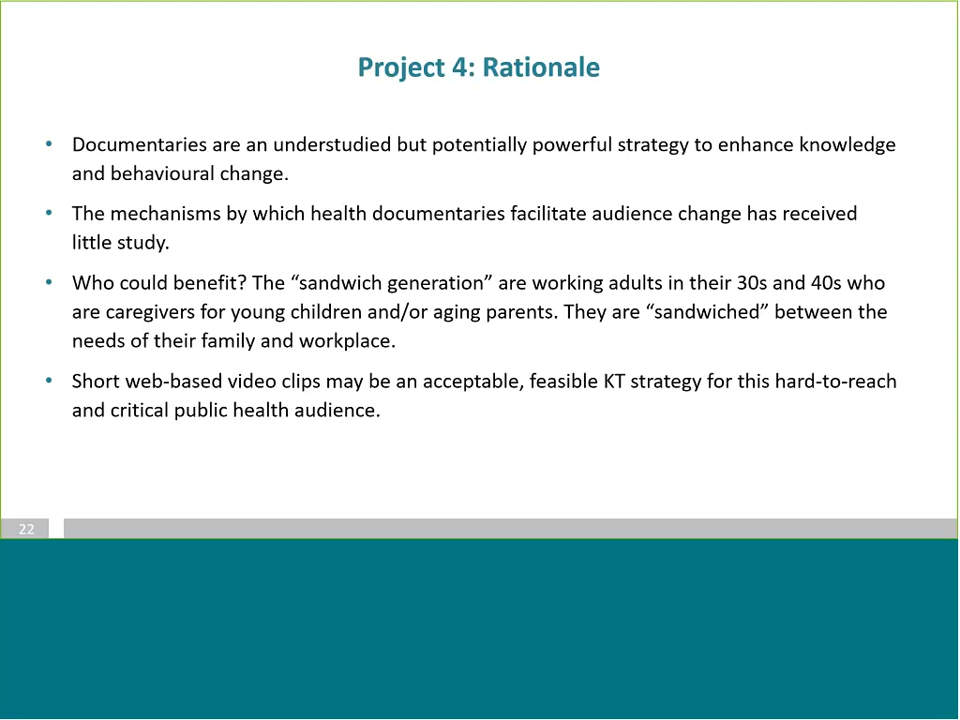 Project 4: Rationale
• Documentaries are an understudied but potentially powerful strategy to enhance knowledge
and behavioural change.
• The mechanisms by which health documentaries facilitate audience change has received
little study.
• Who could benefit? The “sandwich generation” are working adults in their 30s and 40s who
are caregivers for young children and/or aging parents. They are “sandwiched” between the
needs of their family and workplace.
• Short web-based video clips may be an acceptable, feasible KT strategy for this hard-to-reach
and critical public health audience.
22